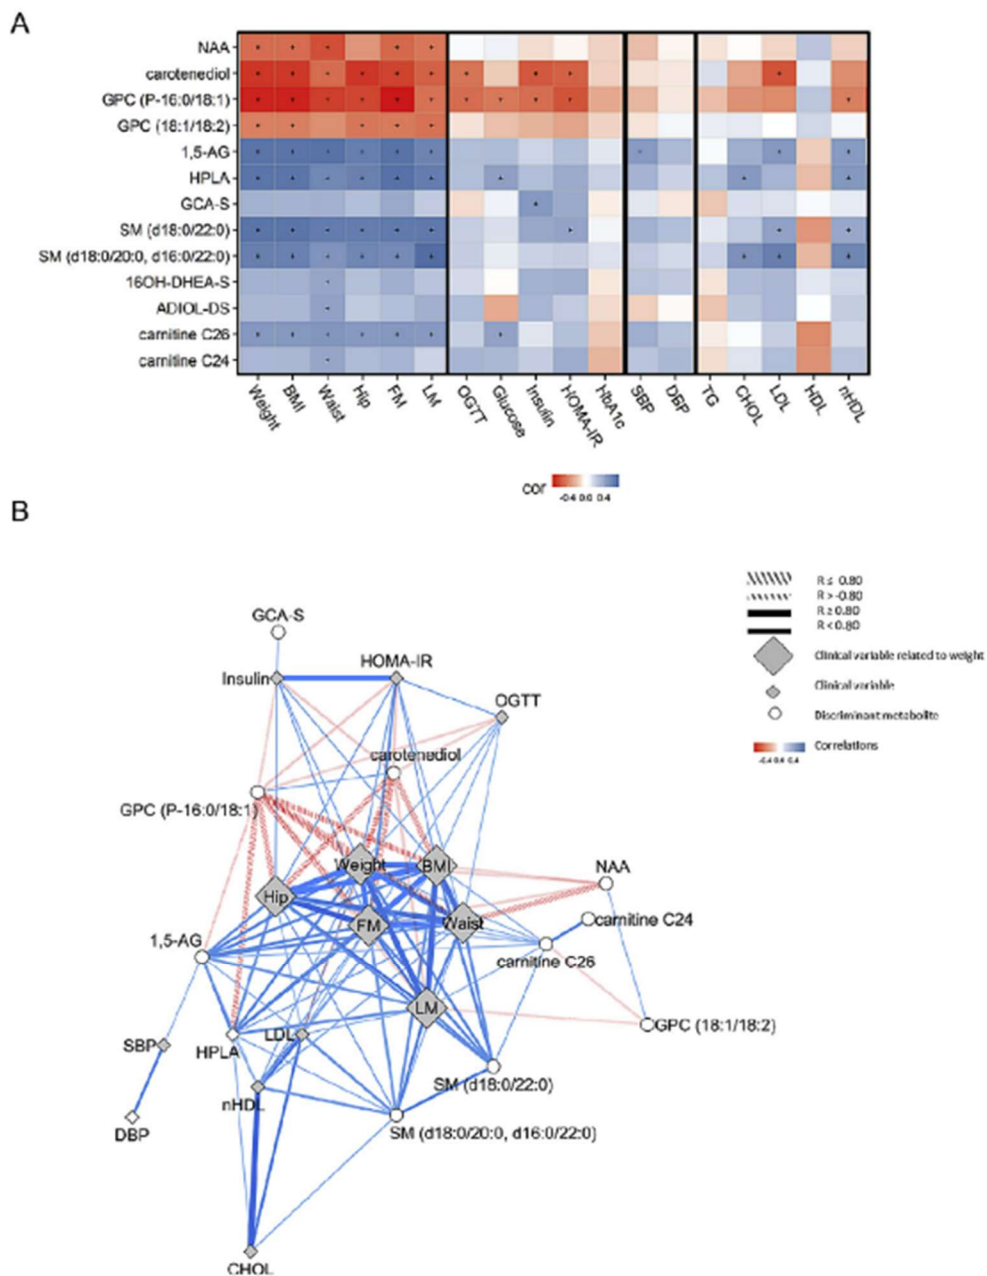 A
NAA
carotenediol
GPC (P-16:0/18:1)
GPC (18:1/18:2)
1,5-AG
HPLA
GCA-S
SM (d18:0/22:0)
SM (d18:0/20:0, d16:0/22:0)
16OH-DHEA-S
ADIOL-DS
carnitine C26
carnitine C24
Weight BMI Waist Hip FM LM OGTT Glucose Insulin HOMA-IR hbA1c SBP DBP TG CHOL LDL HDL nHDL
cor
-0.4 0.0 0.4
B
R ≤ 0.80
R > -0.80
R ≥ 0.80
R < 0.80
Clinical variable related to weight
Clinical variable
Discriminant metabolite
Correlations
-0.4 0.0 0.4
GCA-S
Insulin
HOMA-IR
OGTT
carotenediol
GPC (P-16:0/18:1)
Weight
BMI
NAA
Hip
FM
Waist
carnitine C24
1,5-AG
carnitine C26
LM
GPC (18:1/18:2)
SBP
HPLA
LDL
SM (d18:0/22:0)
nHDL
DBP
SM (d18:0/20:0, d16:0/22:0)
CHOL